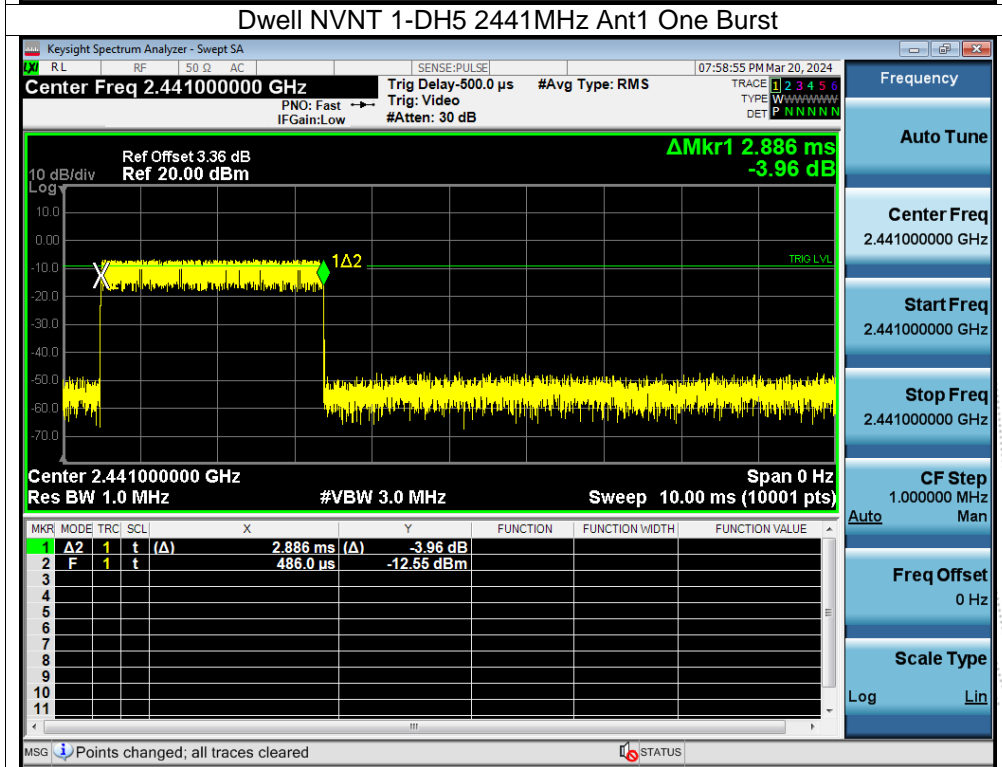 Dwell NVNT 1-DH5 2441MHz Ant1 One Burst
Keysight Spectrum Analyzer - Swept SA
LXI RL RF 50 Ω AC SENSE:PULSE 07:58:55 PM Mar 20, 2024
Center Freq 2.441000000 GHz
PNO: Fast
IFGain:Low
Trig Delay-500.0 µs
Trig: Video
#Atten: 30 dB
#Avg Type: RMS
TRACE 1 2 3 4 5 6
TYPE WWWWWW
DET P N N N N N
ΔMkr1 2.886 ms
-3.96 dB
Ref Offset 3.36 dB
10 dB/div Ref 20.00 dBm
Log
10.0
0.00
-10.0
-20.0
-30.0
-40.0
-50.0
-60.0
-70.0
1Δ2
TRIG LVL
Center 2.441000000 GHz Span 0 Hz
Res BW 1.0 MHz #VBW 3.0 MHz Sweep 10.00 ms (10001 pts)
MKR MODE TRC SCL X Y FUNCTION FUNCTION WIDTH FUNCTION VALUE
1 Δ2 1 t (Δ) 2.886 ms (Δ) -3.96 dB
2 F 1 t 486.0 µs -12.55 dBm
3
4
5
6
7
8
9
10
11
MSG Points changed; all traces cleared STATUS
Frequency
Auto Tune
Center Freq
2.441000000 GHz
Start Freq
2.441000000 GHz
Stop Freq
2.441000000 GHz
CF Step
1.000000 MHz
Auto Man
Freq Offset
0 Hz
Scale Type
Log Lin